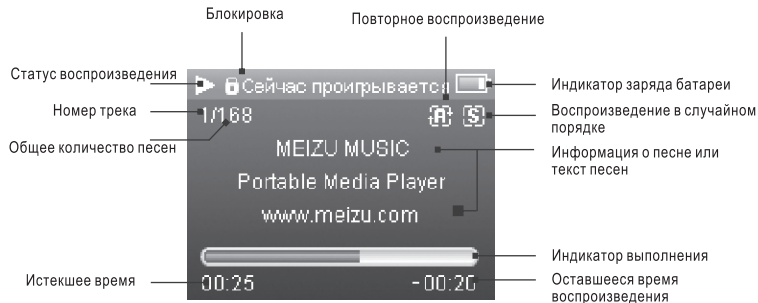 Блокировка
Повторное воспроизведение
Статус воспроизведения
Сейчас проигрывается
Индикатор заряда батареи
Номер трека
1/168
A
S
Воспроизведение в случайном
порядке
Общее количество песен
MEIZU MUSIC
Информация о песне или
текст песен
Portable Media Player
www.meizu.com
Индикатор выполнения
Истекшее время
00:25
-00:20
Оставшееся время
воспроизведения